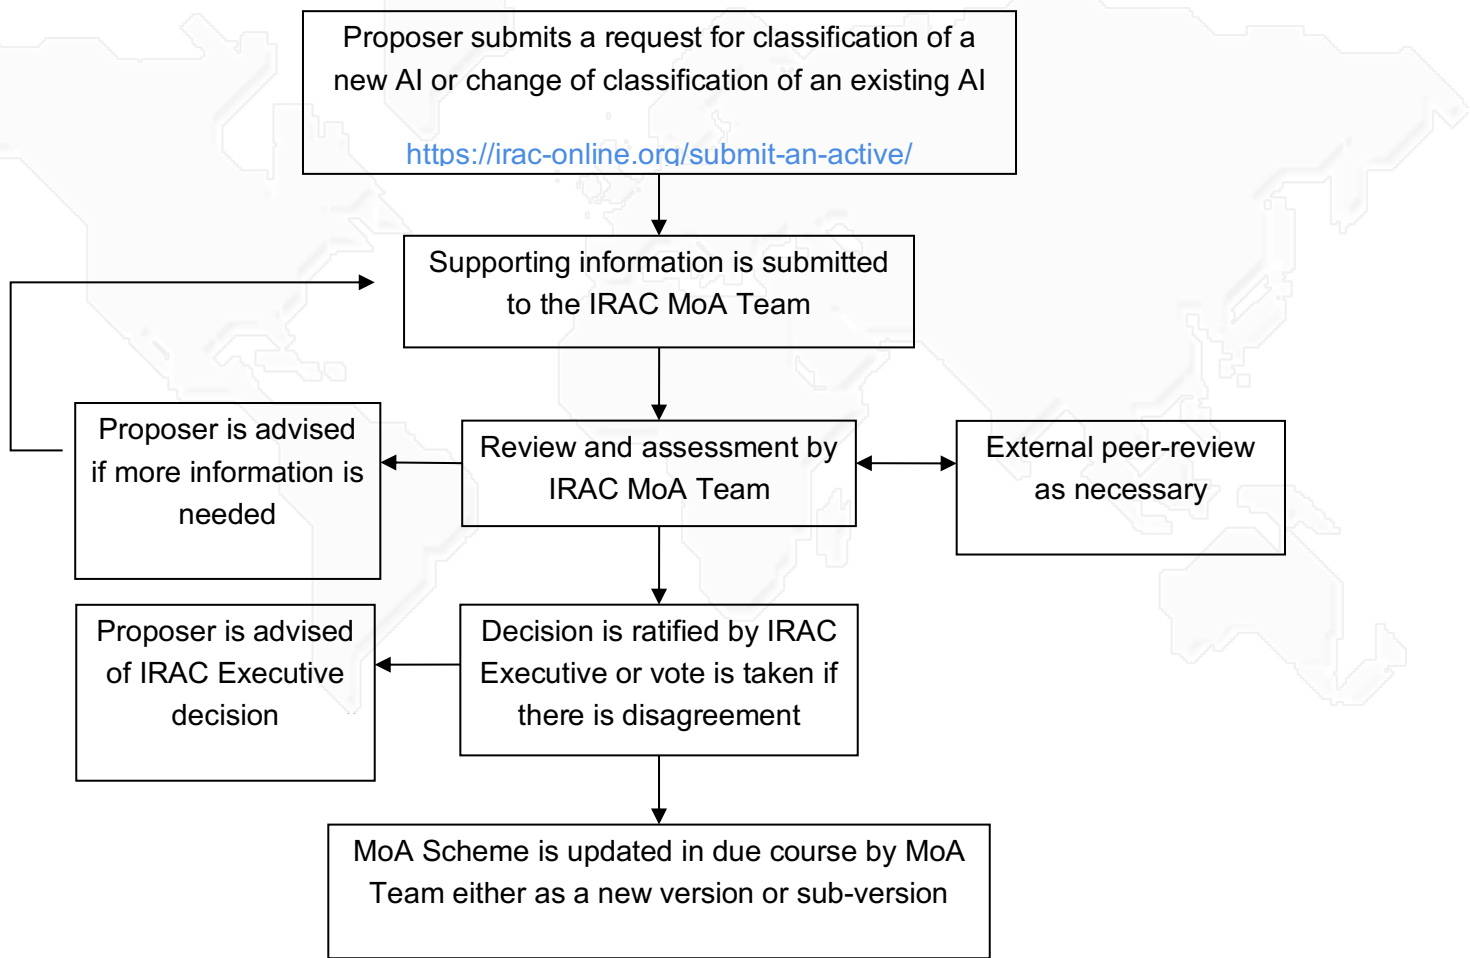 Proposer submits a request for classification of a
new AI or change of classification of an existing AI
https://irac-online.org/submit-an-active/
Supporting information is submitted
to the IRAC MoA Team
Proposer is advised
if more information is
needed
Review and assessment by
IRAC MoA Team
External peer-review
as necessary
Proposer is advised
of IRAC Executive
decision
Decision is ratified by IRAC
Executive or vote is taken if
there is disagreement
MoA Scheme is updated in due course by MoA
Team either as a new version or sub-version